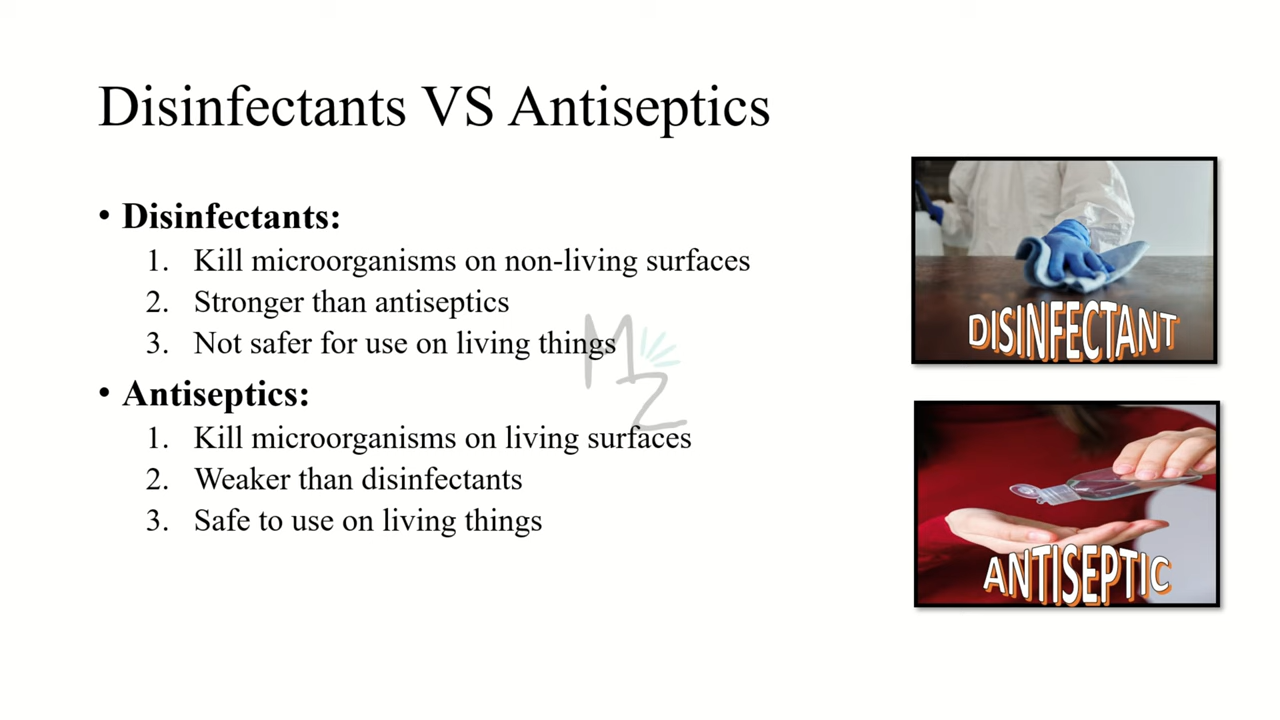 Disinfectants VS Antiseptics
• Disinfectants:
1. Kill microorganisms on non-living surfaces
2. Stronger than antiseptics
3. Not safer for use on living things
• Antiseptics:
1. Kill microorganisms on living surfaces
2. Weaker than disinfectants
3. Safe to use on living things
DISINFECTANT
ANTISEPTIC
MZ